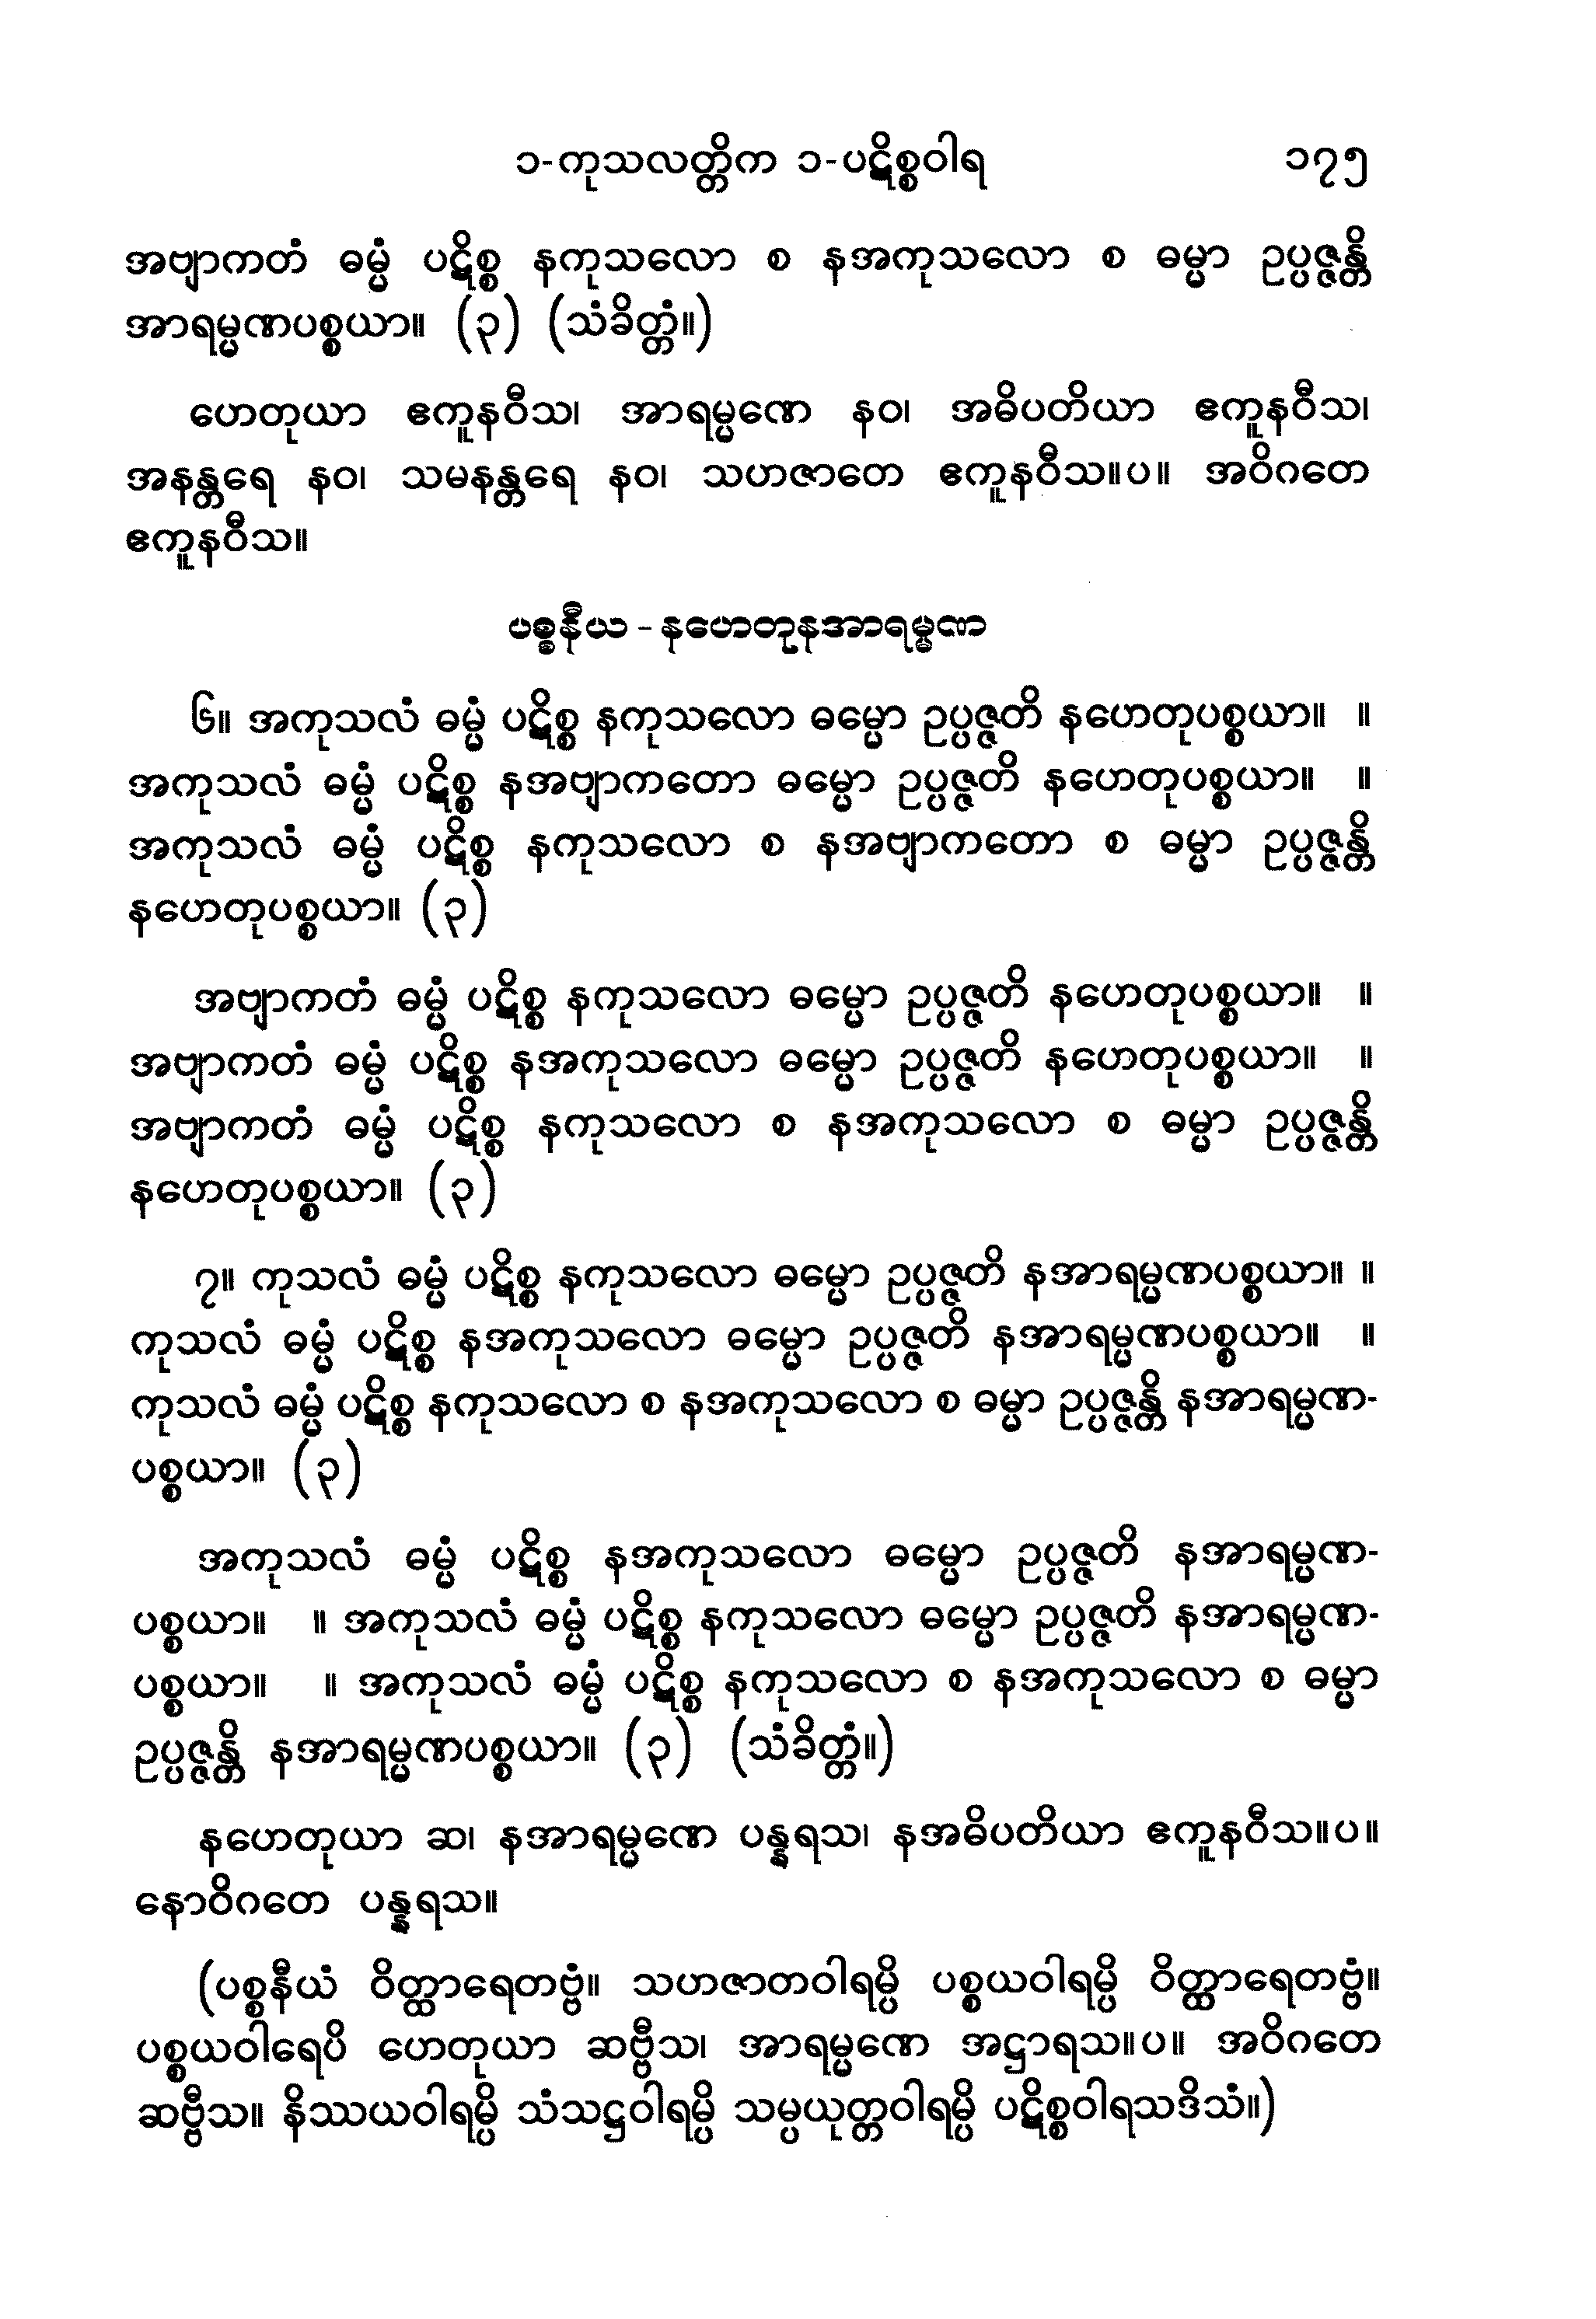 ၁-ကုသလတ္တိက ၁-ပဋိစ္စဝါရ ၁၇၅
အဗျာကတံ ဓမ္မံ ပဋိစ္စ နကုသလော စ နအကုသလော စ ဓမ္မာ ဥပ္ပဇ္ဇန္တိ
အာရမ္မဏပစ္စယာ။ (၃) (သံခိတ္တံ။)
ဟေတုယာ ဧကူနဝီသ၊ အာရမ္မဏေ နဝ၊ အဓိပတိယာ ဧကူနဝီသ၊
အနန္တရေ နဝ၊ သမနန္တရေ နဝ၊ သဟဇာတေ ဧကူနဝီသ။ပ။ အဝိဂတေ
ဧကူနဝီသ။
ပစ္စနီယ - နဟေတုနအာရမ္မဏ
၆။ အကုသလံ ဓမ္မံ ပဋိစ္စ နကုသလော ဓမ္မော ဥပ္ပဇ္ဇတိ နဟေတုပစ္စယာ။ ။
အကုသလံ ဓမ္မံ ပဋိစ္စ နအဗျာကတော ဓမ္မော ဥပ္ပဇ္ဇတိ နဟေတုပစ္စယာ။ ။
အကုသလံ ဓမ္မံ ပဋိစ္စ နကုသလော စ နအဗျာကတော စ ဓမ္မာ ဥပ္ပဇ္ဇန္တိ
နဟေတုပစ္စယာ။ (၃)
အဗျာကတံ ဓမ္မံ ပဋိစ္စ နကုသလော ဓမ္မော ဥပ္ပဇ္ဇတိ နဟေတုပစ္စယာ။ ။
အဗျာကတံ ဓမ္မံ ပဋိစ္စ နအကုသလော ဓမ္မော ဥပ္ပဇ္ဇတိ နဟေတုပစ္စယာ။ ။
အဗျာကတံ ဓမ္မံ ပဋိစ္စ နကုသလော စ နအကုသလော စ ဓမ္မာ ဥပ္ပဇ္ဇန္တိ
နဟေတုပစ္စယာ။ (၃)
၇။ ကုသလံ ဓမ္မံ ပဋိစ္စ နကုသလော ဓမ္မော ဥပ္ပဇ္ဇတိ နအာရမ္မဏပစ္စယာ။ ။
ကုသလံ ဓမ္မံ ပဋိစ္စ နအကုသလော ဓမ္မော ဥပ္ပဇ္ဇတိ နအာရမ္မဏပစ္စယာ။ ။
ကုသလံ ဓမ္မံ ပဋိစ္စ နကုသလော စ နအကုသလော စ ဓမ္မာ ဥပ္ပဇ္ဇန္တိ နအာရမ္မဏ-
ပစ္စယာ။ (၃)
အကုသလံ ဓမ္မံ ပဋိစ္စ နအကုသလော ဓမ္မော ဥပ္ပဇ္ဇတိ နအာရမ္မဏ-
ပစ္စယာ။ ။ အကုသလံ ဓမ္မံ ပဋိစ္စ နကုသလော ဓမ္မော ဥပ္ပဇ္ဇတိ နအာရမ္မဏ-
ပစ္စယာ။ ။ အကုသလံ ဓမ္မံ ပဋိစ္စ နကုသလော စ နအကုသလော စ ဓမ္မာ
ဥပ္ပဇ္ဇန္တိ နအာရမ္မဏပစ္စယာ။ (၃) (သံခိတ္တံ။)
နဟေတုယာ ဆ၊ နအာရမ္မဏေ ပန္နရသ၊ နအဓိပတိယာ ဧကူနဝီသ။ပ။
နောဝိဂတေ ပန္နရသ။
(ပစ္စနီယံ ဝိတ္ထာရေတဗ္ဗံ။ သဟဇာတဝါရမ္ပိ ပစ္စယဝါရမ္ပိ ဝိတ္ထာရေတဗ္ဗံ။
ပစ္စယဝါရေပိ ဟေတုယာ ဆဗ္ဗီသ၊ အာရမ္မဏေ အဋ္ဌာရသ။ပ။ အဝိဂတေ
ဆဗ္ဗီသ။ နိဿယဝါရမ္ပိ သံသဋ္ဌဝါရမ္ပိ သမ္ပယုတ္တဝါရမ္ပိ ပဋိစ္စဝါရသဒိသံ။)